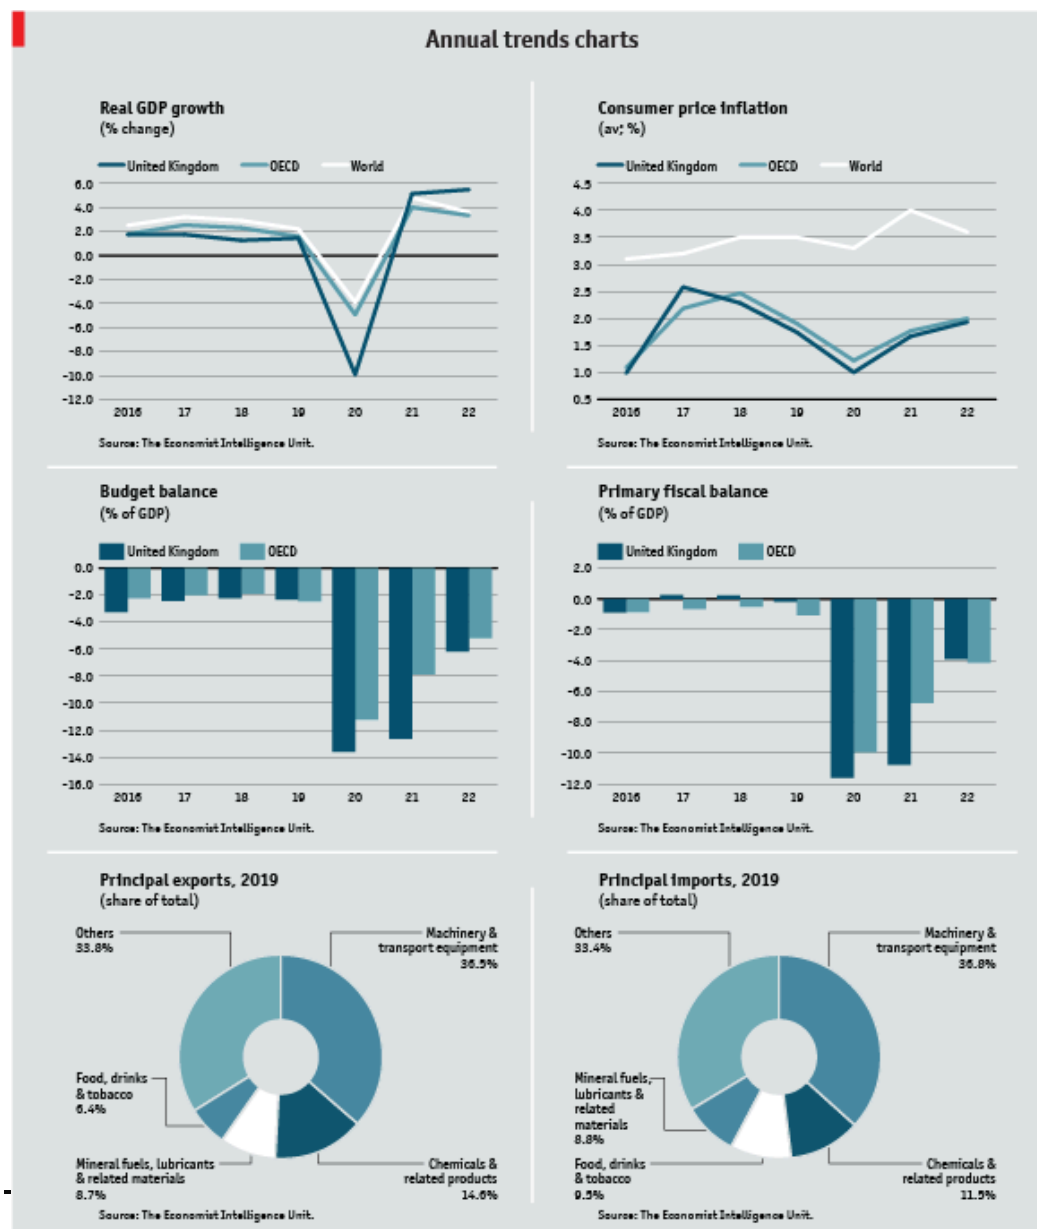 Annual trends charts
Real GDP growth
(% change)
United Kingdom OECD World
6.0
4.0
2.0
0.0
-2.0
-4.0
-6.0
-8.0
-10.0
-12.0
2016 17 18 19 20 21 22
Source: The Economist Intelligence Unit.
Consumer price inflation
(av; %)
United Kingdom OECD World
4.5
4.0
3.5
3.0
2.5
2.0
1.5
1.0
0.5
2016 17 18 19 20 21 22
Source: The Economist Intelligence Unit.
Budget balance
(% of GDP)
United Kingdom OECD
0.0
-2.0
-4.0
-6.0
-8.0
-10.0
-12.0
-14.0
-16.0
2016 17 18 19 20 21 22
Source: The Economist Intelligence Unit.
Primary fiscal balance
(% of GDP)
United Kingdom OECD
2.0
0.0
-2.0
-4.0
-6.0
-8.0
-10.0
-12.0
2016 17 18 19 20 21 22
Source: The Economist Intelligence Unit.
Principal exports, 2019
(share of total)
Others
33.8%
Machinery &
transport equipment
36.5%
Food, drinks
& tobacco
6.4%
Mineral fuels, lubricants
& related materials
8.7%
Chemicals &
related products
14.6%
Source: The Economist Intelligence Unit.
Principal imports, 2019
(share of total)
Others
33.4%
Machinery &
transport equipment
36.8%
Mineral fuels,
lubricants &
related
materials
8.8%
Food, drinks
& tobacco
9.5%
Chemicals &
related products
11.5%
Source: The Economist Intelligence Unit.